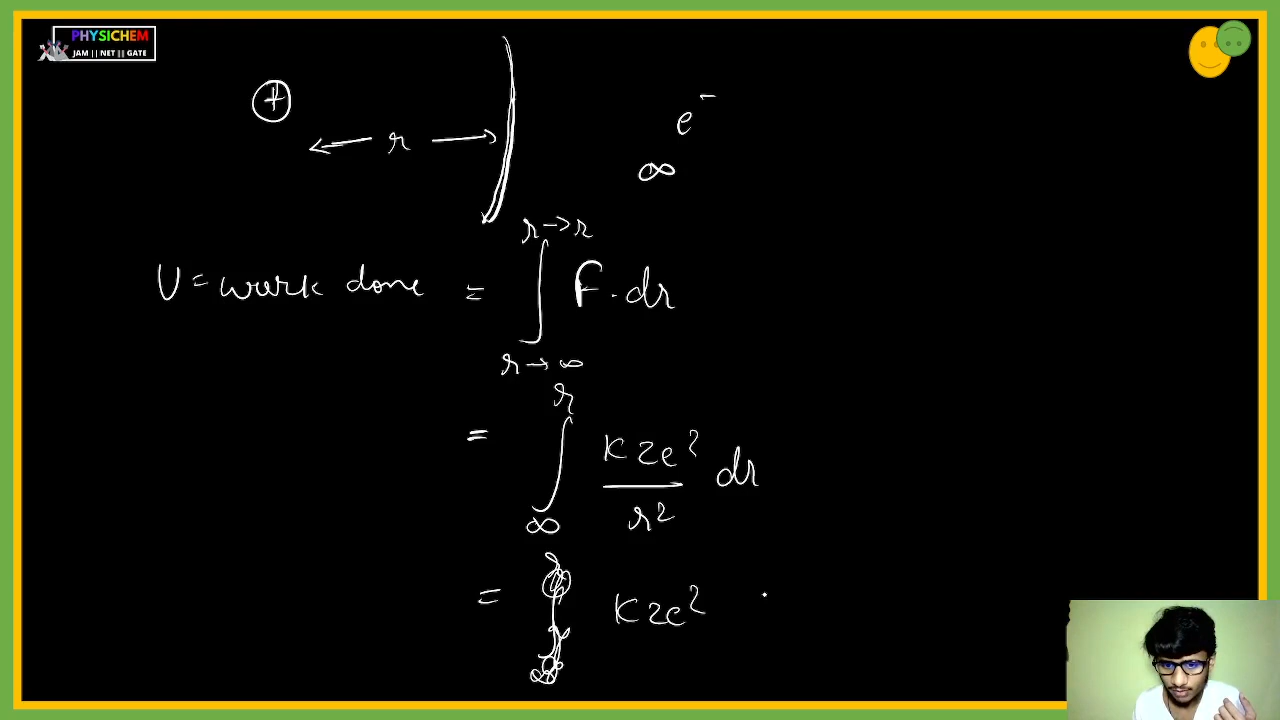 PHYSICHEM
JAM || NET || GATE
+
r
e⁻
∞
r→r
U = work done = ∫ F·dr
r→∞
r
= ∫ kze²/r² dr
∞
= kze²